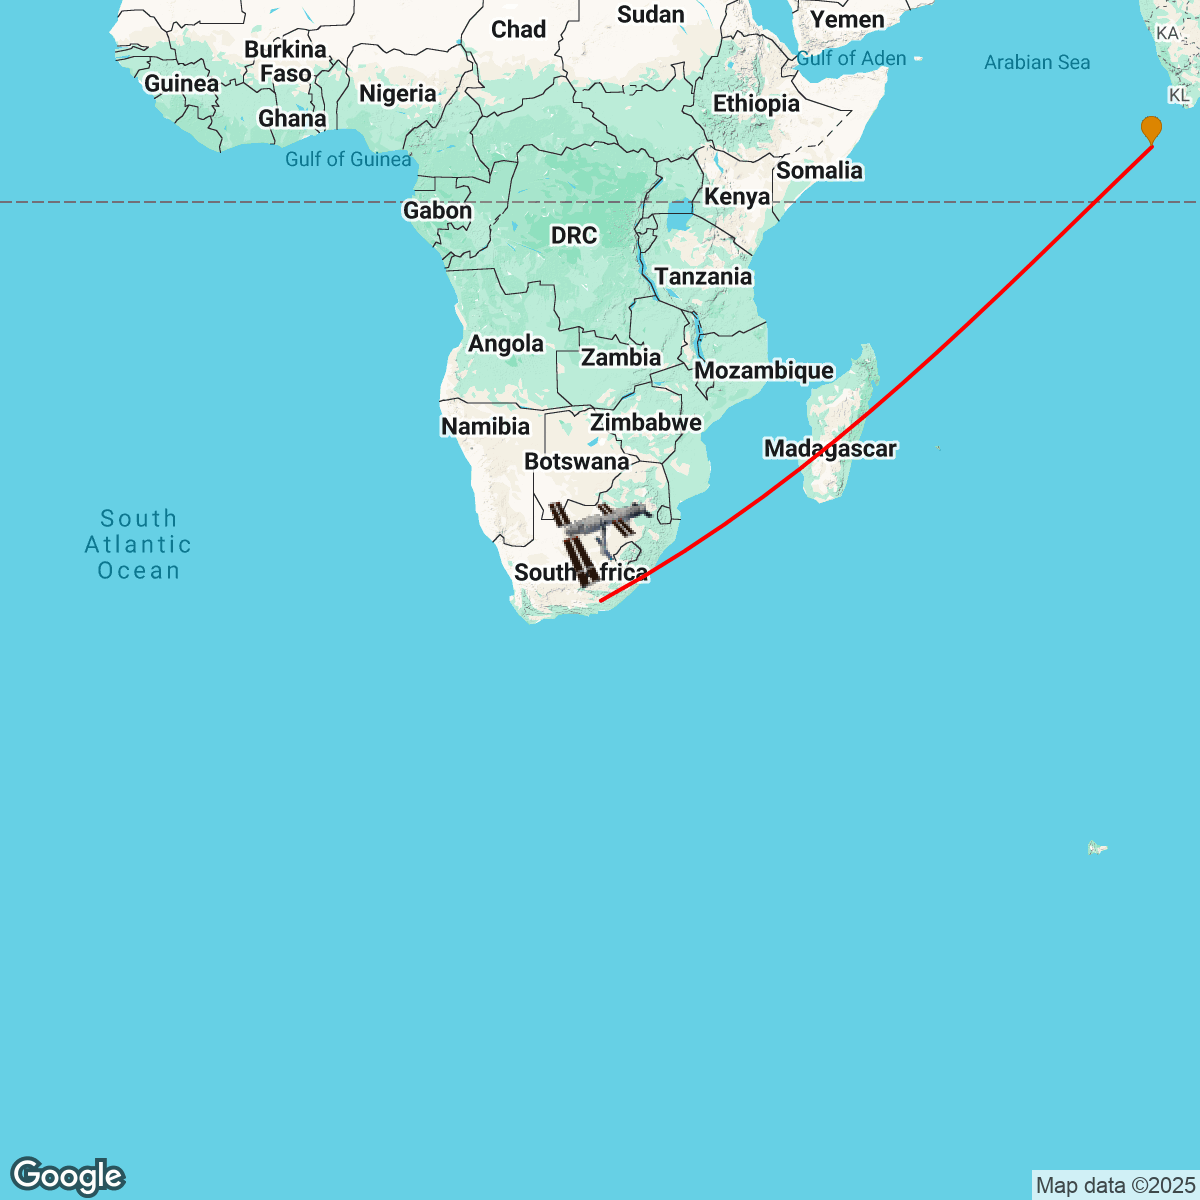 Sudan
Yemen
Chad
KA
Burkina
Faso
Gulf of Aden
Arabian Sea
Guinea
Nigeria
KL
Ethiopia
Ghana
Gulf of Guinea
Somalia
Kenya
Gabon
DRC
Tanzania
Angola
Zambia
Mozambique
Namibia
Zimbabwe
Madagascar
Botswana
South
Atlantic
Ocean
South Africa
Google
Map data ©2025